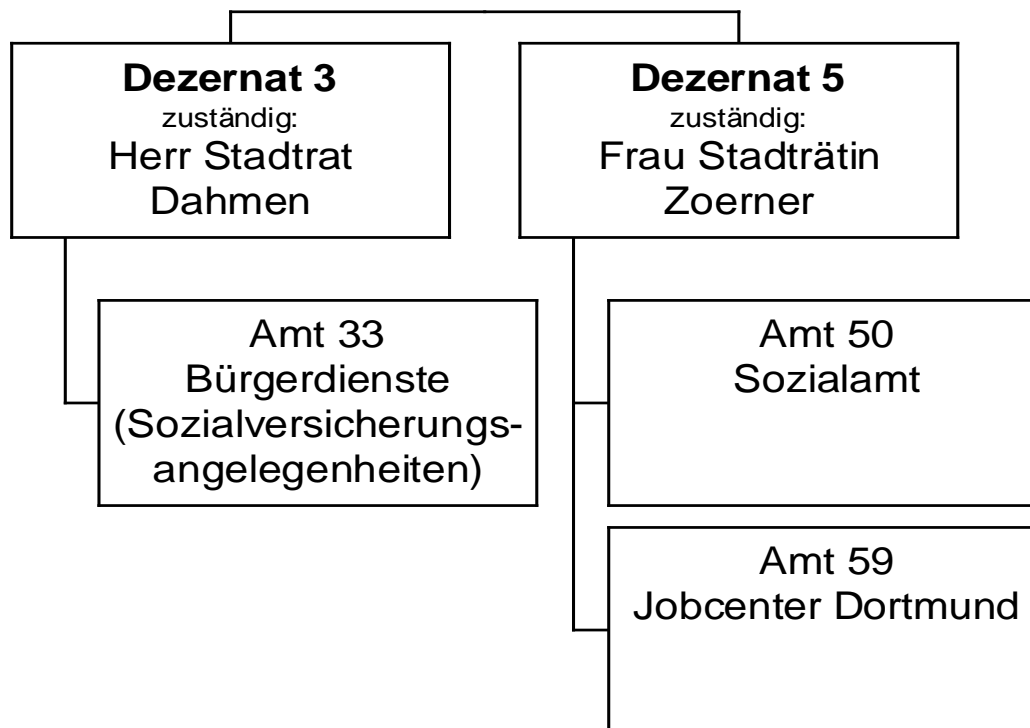 Dezernat 3
zuständig:
Herr Stadtrat
Dahmen
Dezernat 5
zuständig:
Frau Stadträtin
Zoerner
Amt 33
Bürgerdienste
(Sozialversicherungs-
angelegenheiten)
Amt 50
Sozialamt
Amt 59
Jobcenter Dortmund